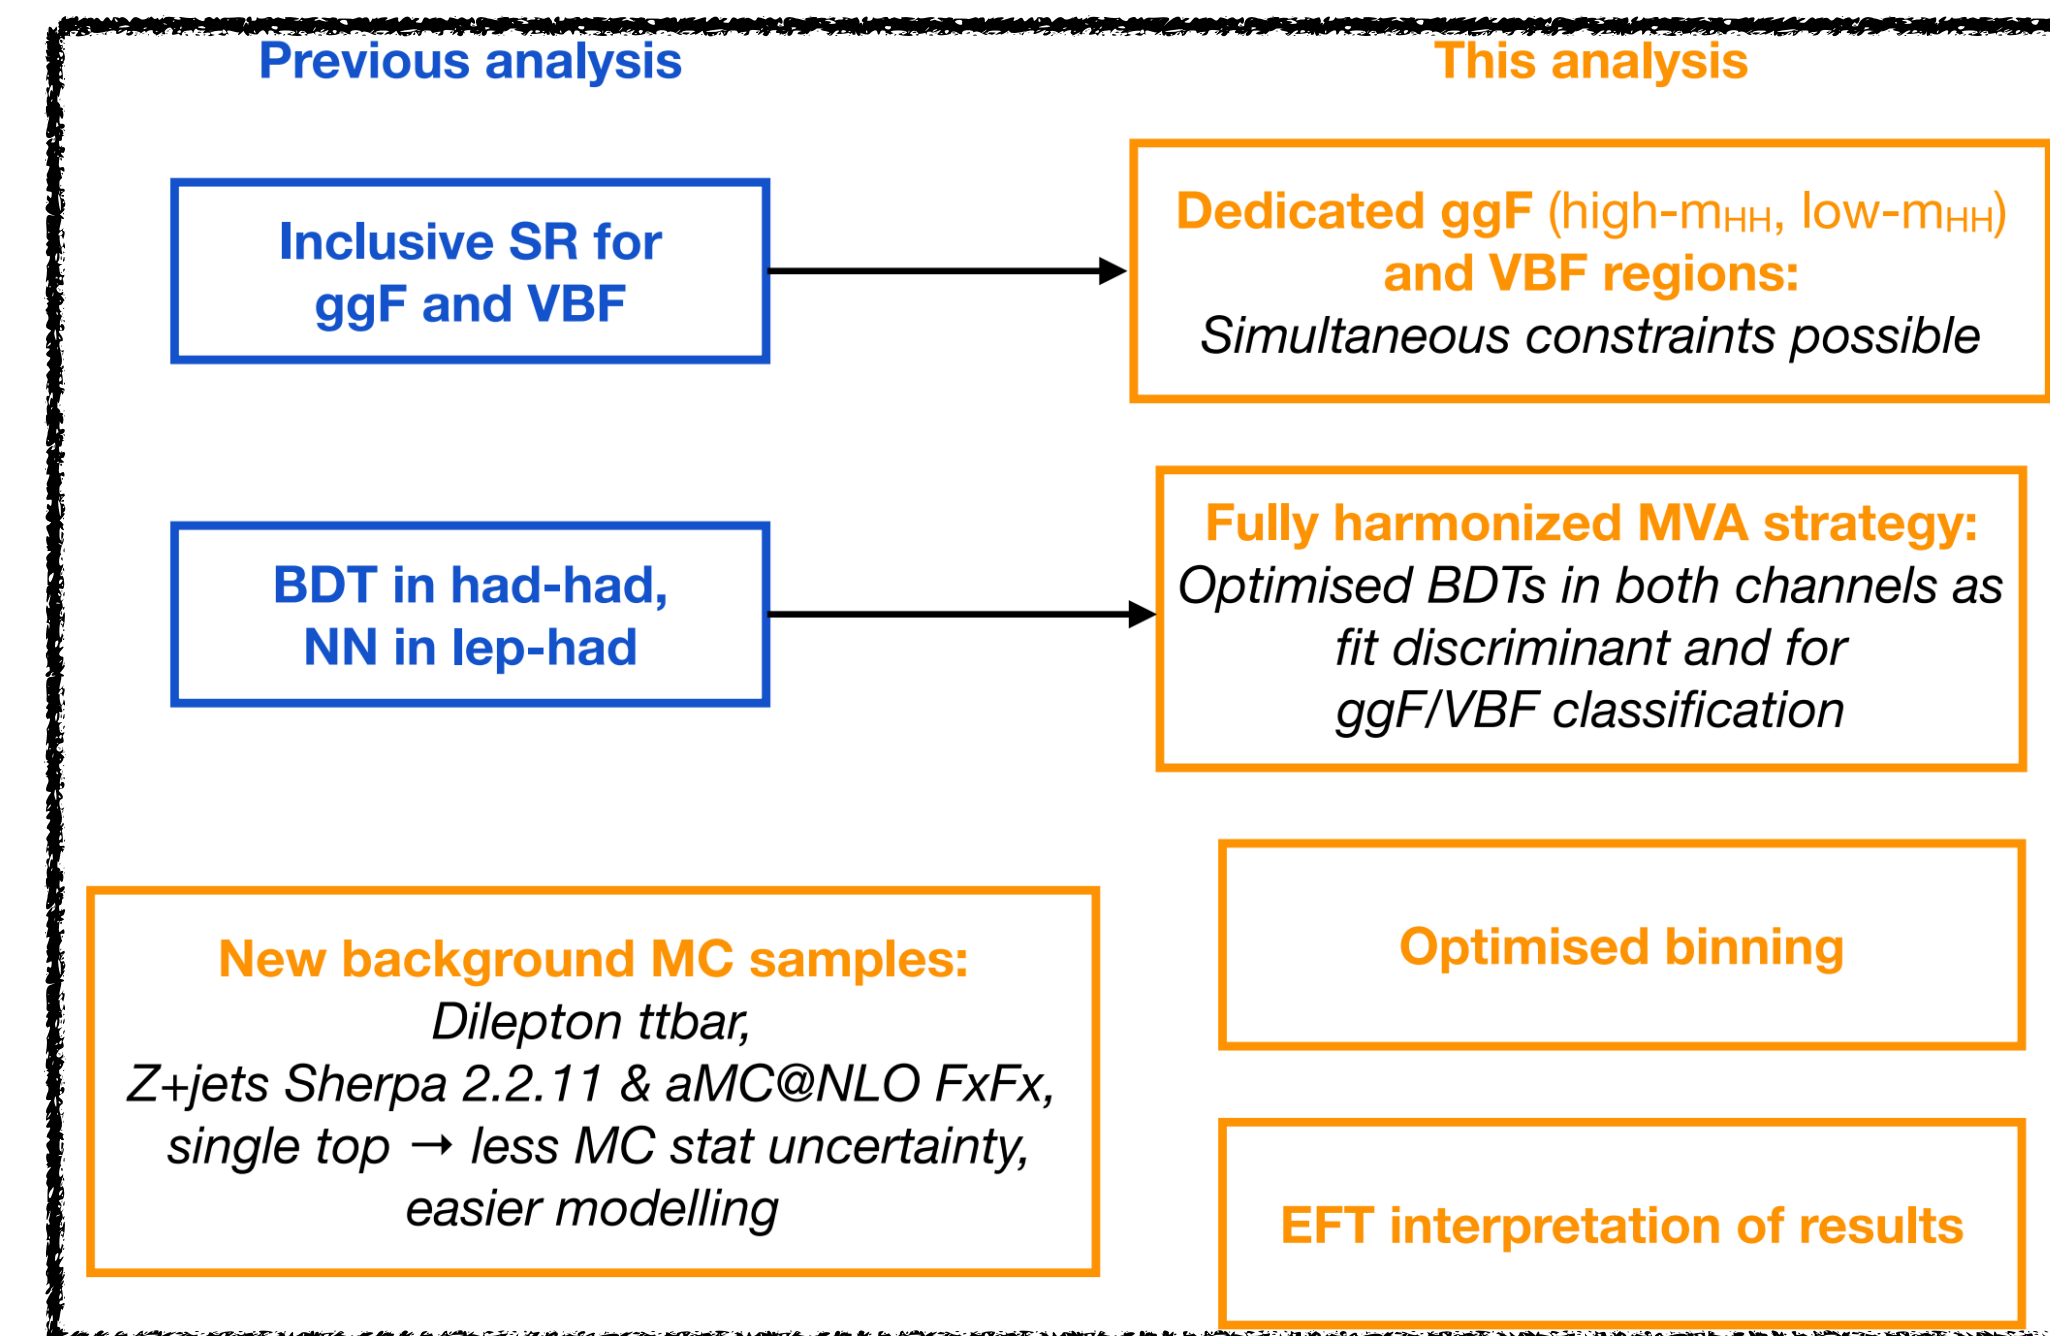 Previous analysis
This analysis
Inclusive SR for
ggF and VBF
Dedicated ggF (high-mHH, low-mHH)
and VBF regions:
Simultaneous constraints possible
BDT in had-had,
NN in lep-had
Fully harmonized MVA strategy:
Optimised BDTs in both channels as
fit discriminant and for
ggF/VBF classification
New background MC samples:
Dilepton ttbar,
Z+jets Sherpa 2.2.11 & aMC@NLO FxFx,
single top → less MC stat uncertainty,
easier modelling
Optimised binning
EFT interpretation of results